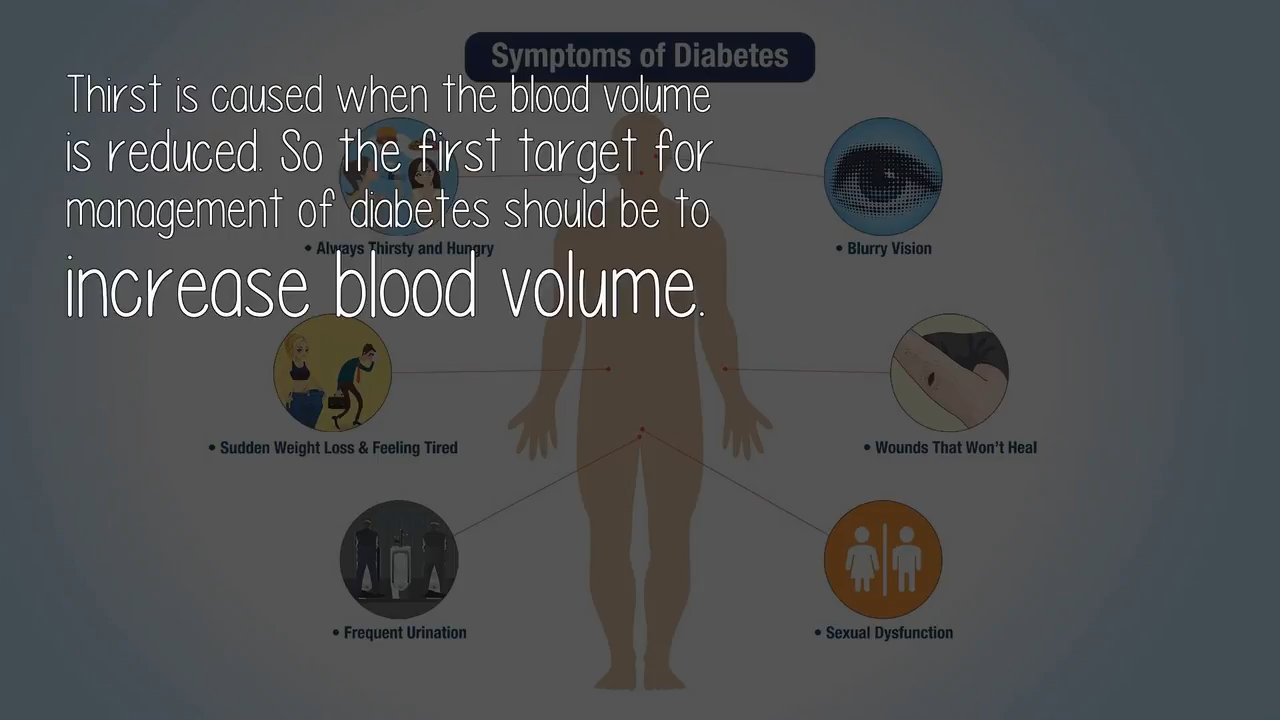 Symptoms of Diabetes
Thirst is caused when the blood volume
is reduced. So the first target for
management of diabetes should be to
increase blood volume.
• Always Thirsty and Hungry
• Blurry Vision
• Sudden Weight Loss & Feeling Tired
• Wounds That Won't Heal
• Frequent Urination
• Sexual Dysfunction